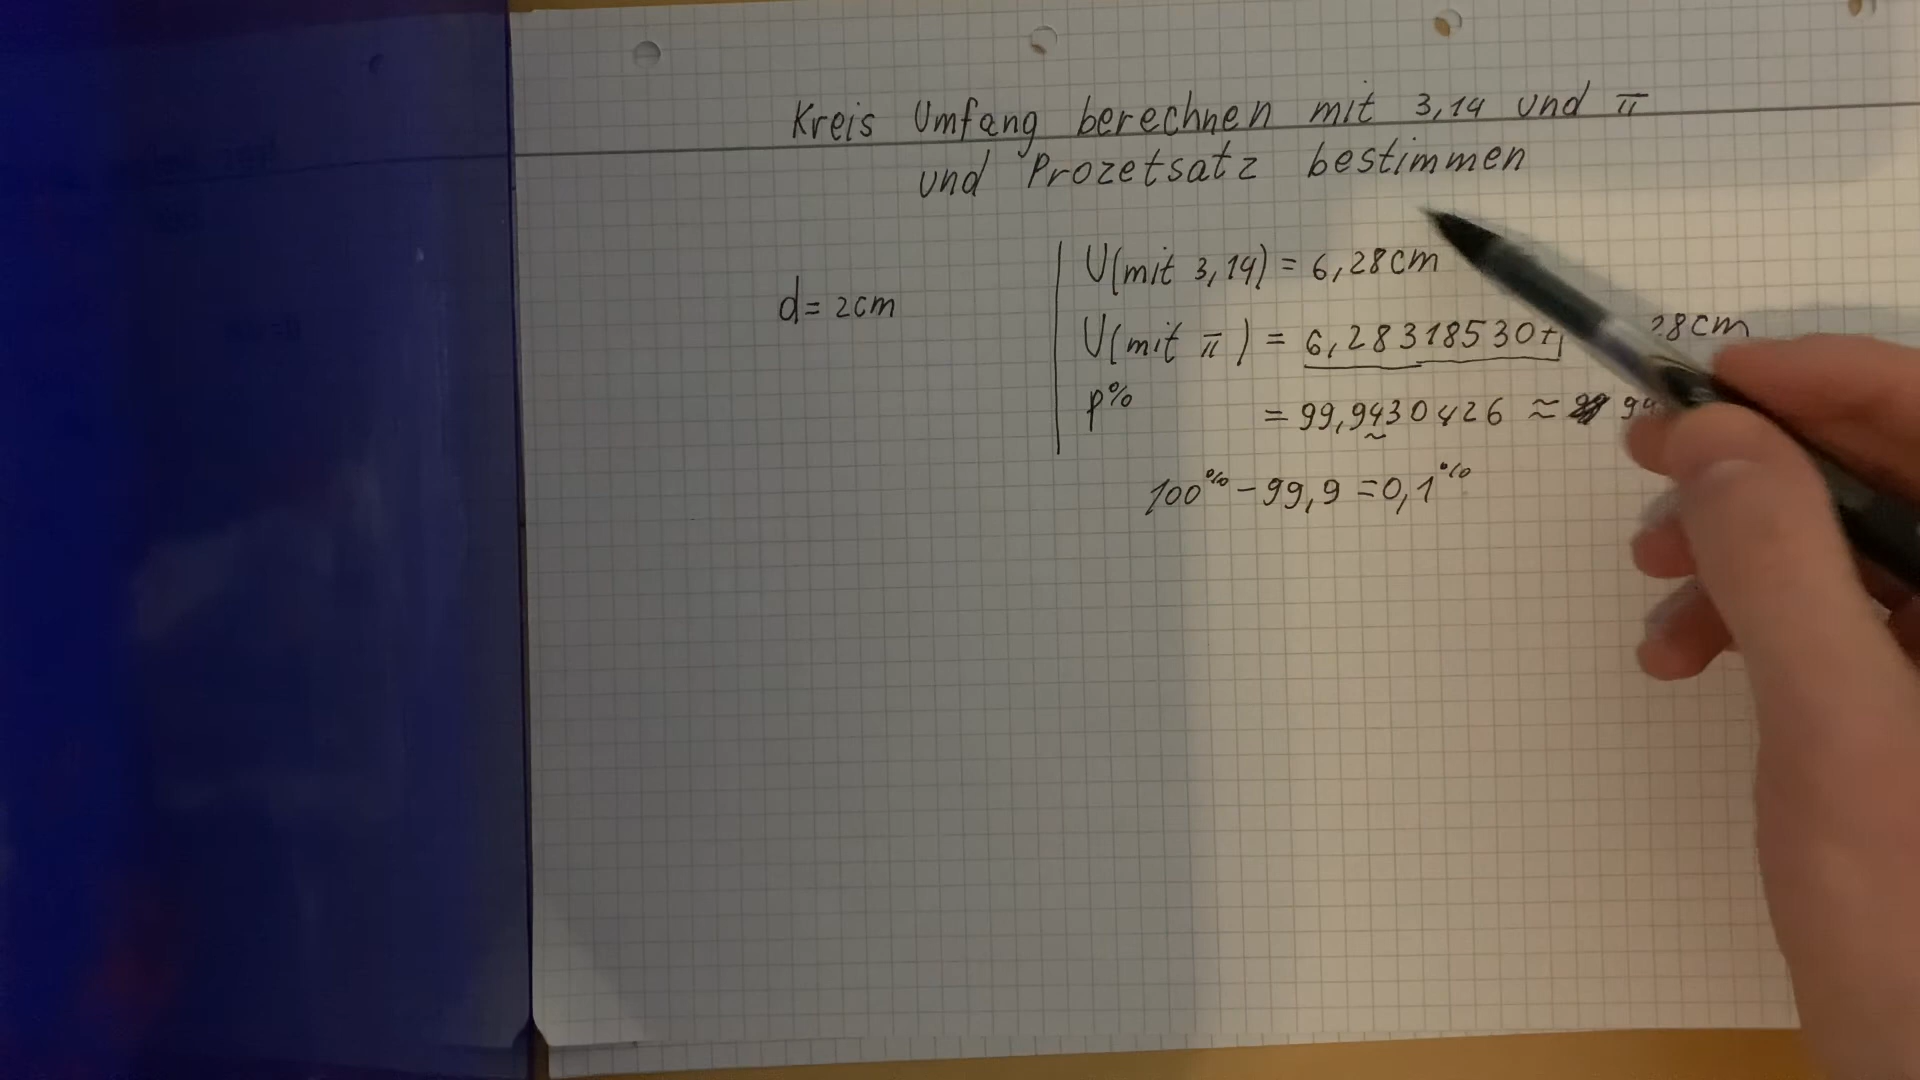 Kreis Umfang berechnen mit 3,14 und π
und Prozetsatz bestimmen
d= 2cm
U(mit 3,14) = 6,28cm
U(mit π) = 6,28318530 28cm
p% = 99,9430426 ≈
100% - 99,9 = 0,1%